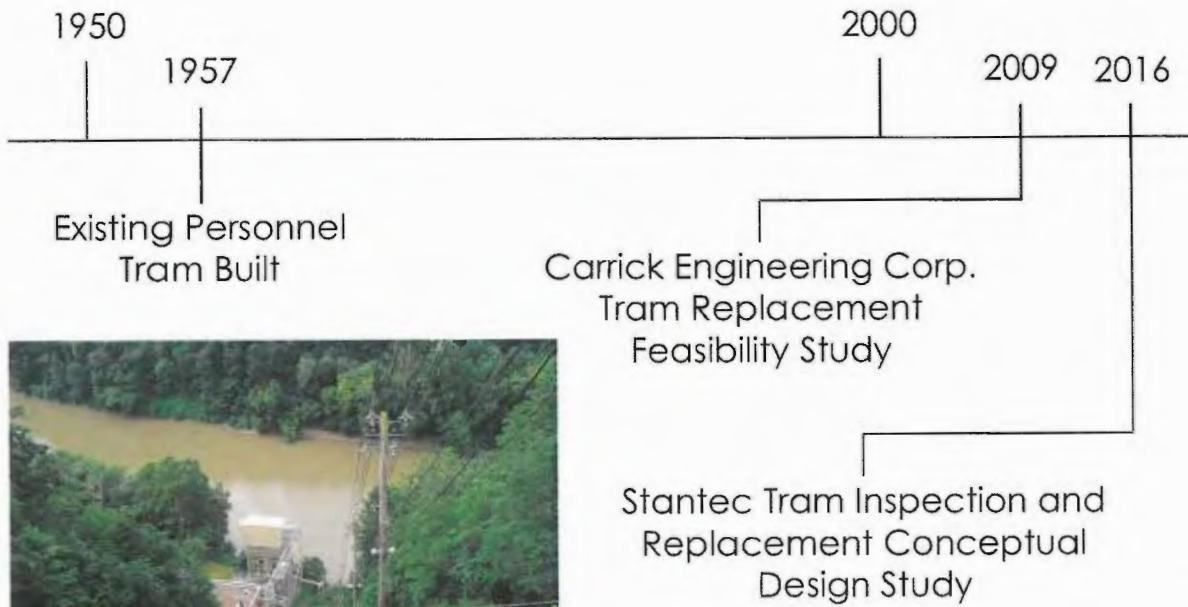 1950
1957
2000
2009
2016
Existing Personnel
Tram Built
Carrick Engineering Corp.
Tram Replacement
Feasibility Study
Stantec Tram Inspection and
Replacement Conceptual
Design Study